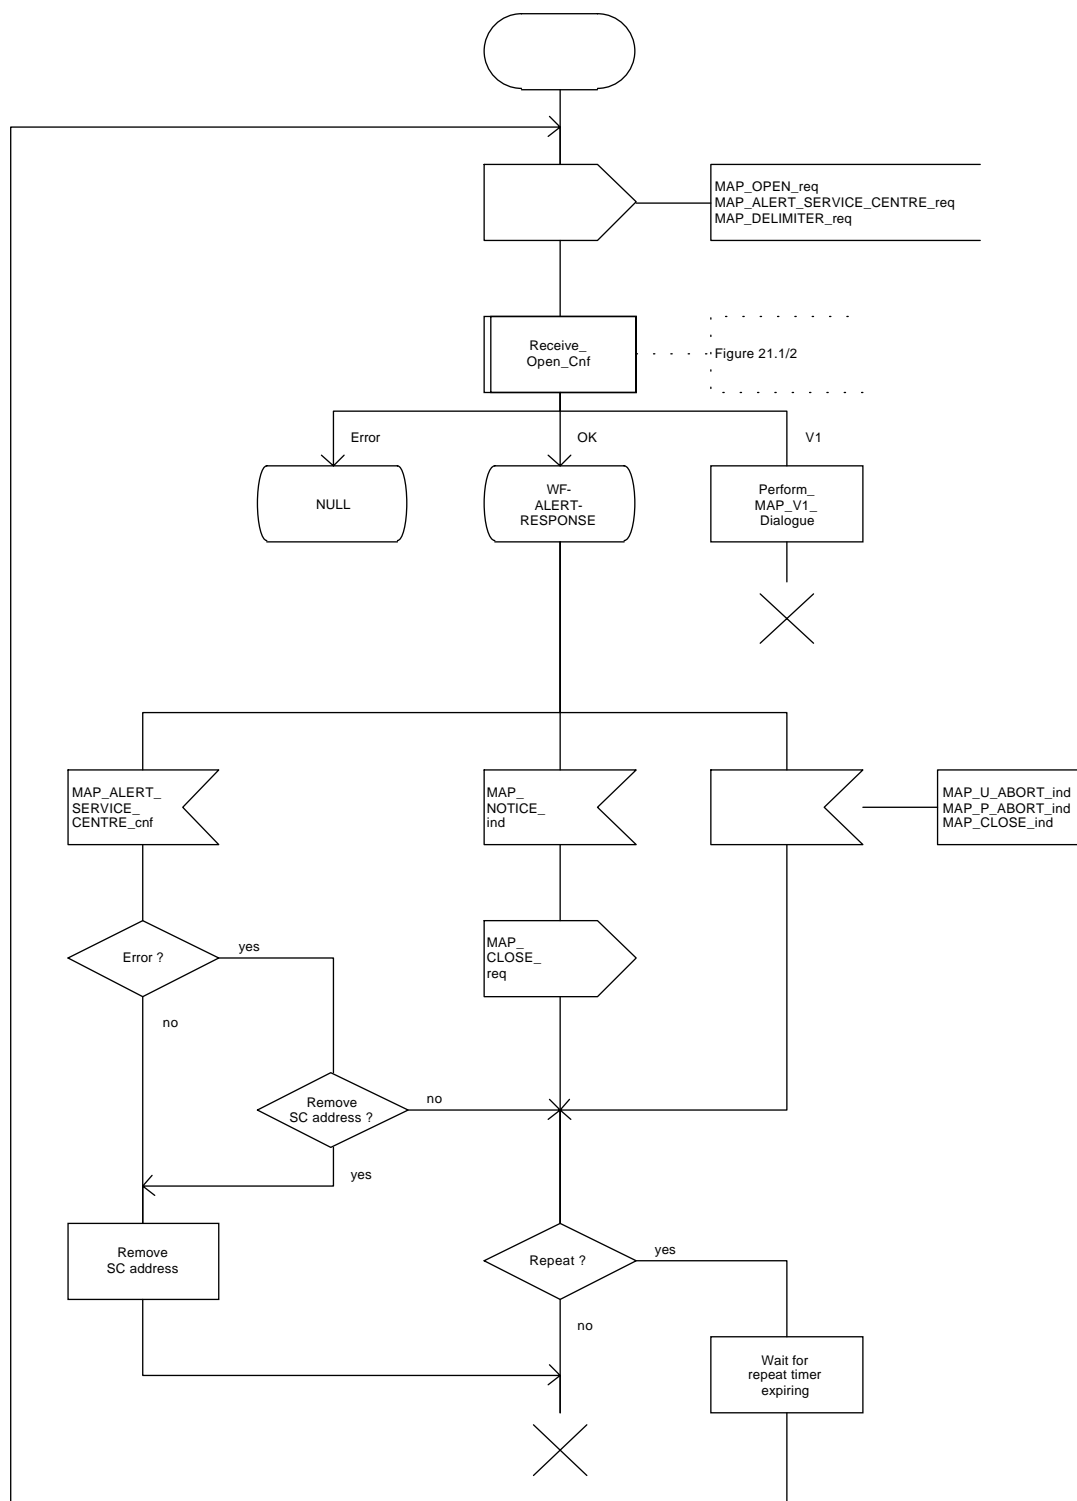 MAP_OPEN_req
MAP_ALERT_SERVICE_CENTRE_req
MAP_DELIMITER_req
Receive_
Open_Cnf
Figure 21.1/2
Error
OK
V1
NULL
WF-
ALERT-
RESPONSE
Perform_
MAP_V1_
Dialogue
MAP_ALERT_
SERVICE_
CENTRE_cnf
MAP_
NOTICE_
ind
MAP_U_ABORT_ind
MAP_P_ABORT_ind
MAP_CLOSE_ind
Error ?
yes
MAP_
CLOSE_
req
no
Remove
SC address ?
no
yes
Remove
SC address
Repeat ?
yes
no
Wait for
repeat timer
expiring